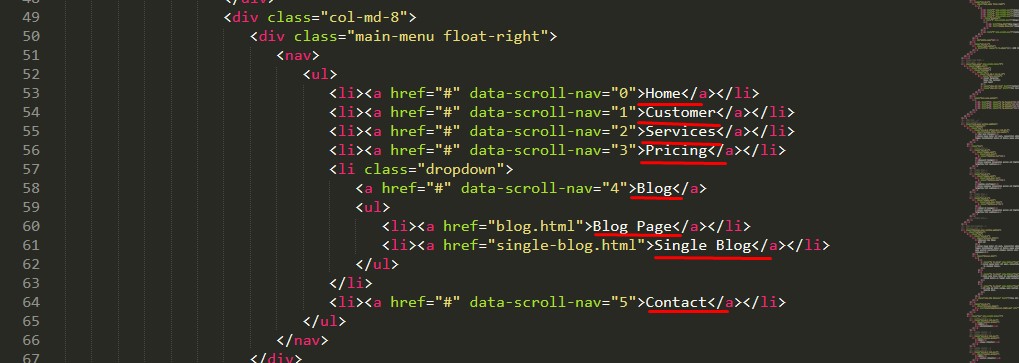 48 </div>
49 <div class="col-md-8">
50 <div class="main-menu float-right">
51 <nav>
52 <ul>
53 <li><a href="#" data-scroll-nav="0">Home</a></li>
54 <li><a href="#" data-scroll-nav="1">Customer</a></li>
55 <li><a href="#" data-scroll-nav="2">Services</a></li>
56 <li><a href="#" data-scroll-nav="3">Pricing</a></li>
57 <li class="dropdown">
58 <a href="#" data-scroll-nav="4">Blog</a>
59 <ul>
60 <li><a href="blog.html">Blog Page</a></li>
61 <li><a href="single-blog.html">Single Blog</a></li>
62 </ul>
63 </li>
64 <li><a href="#" data-scroll-nav="5">Contact</a></li>
65 </ul>
66 </nav>
67 </div>